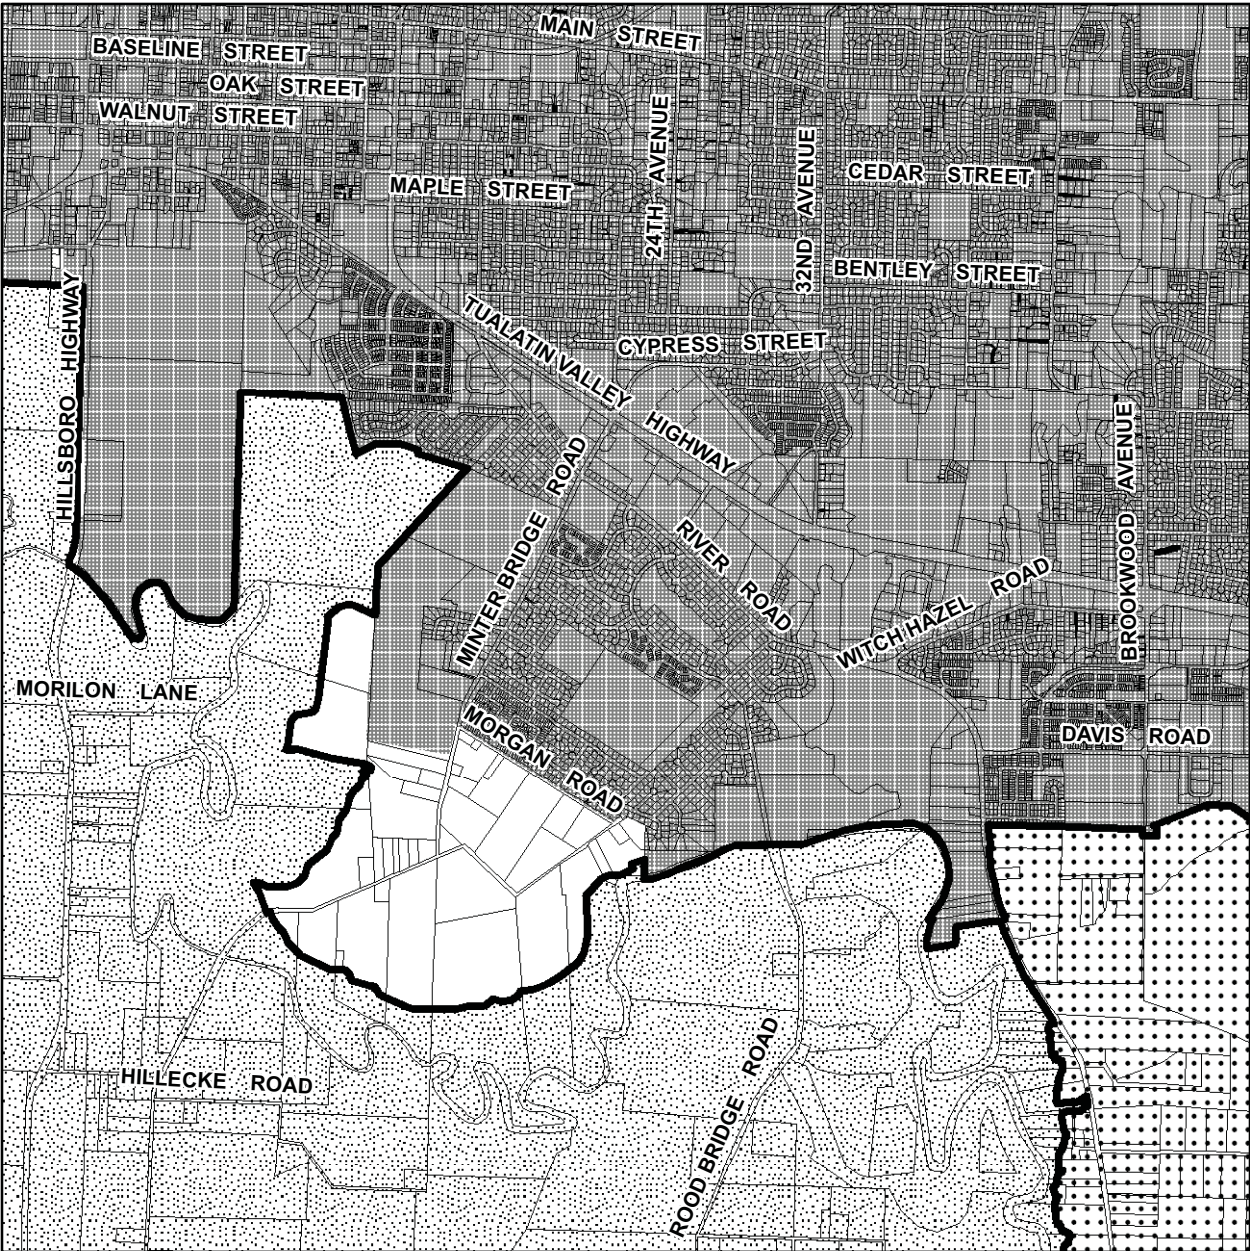 MAIN STREET
BASELINE STREET
OAK STREET
WALNUT STREET
24TH AVENUE
32ND AVENUE
CEDAR STREET
MAPLE STREET
BENTLEY STREET
HILLSBORO HIGHWAY
TUALATIN VALLEY HIGHWAY
CYPRESS STREET
MINTER BRIDGE ROAD
RIVER ROAD
WITCH HAZEL ROAD
BROOKWOOD AVENUE
MORILON LANE
MORGAN ROAD
DAVIS ROAD
HILLECKE ROAD
ROOD BRIDGE ROAD